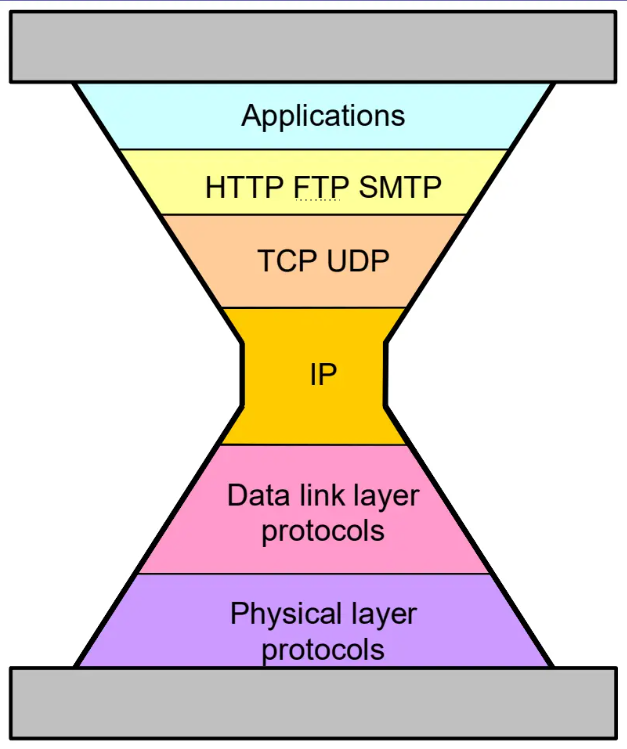 Applications
HTTP FTP SMTP
TCP UDP
IP
Data link layer
protocols
Physical layer
protocols